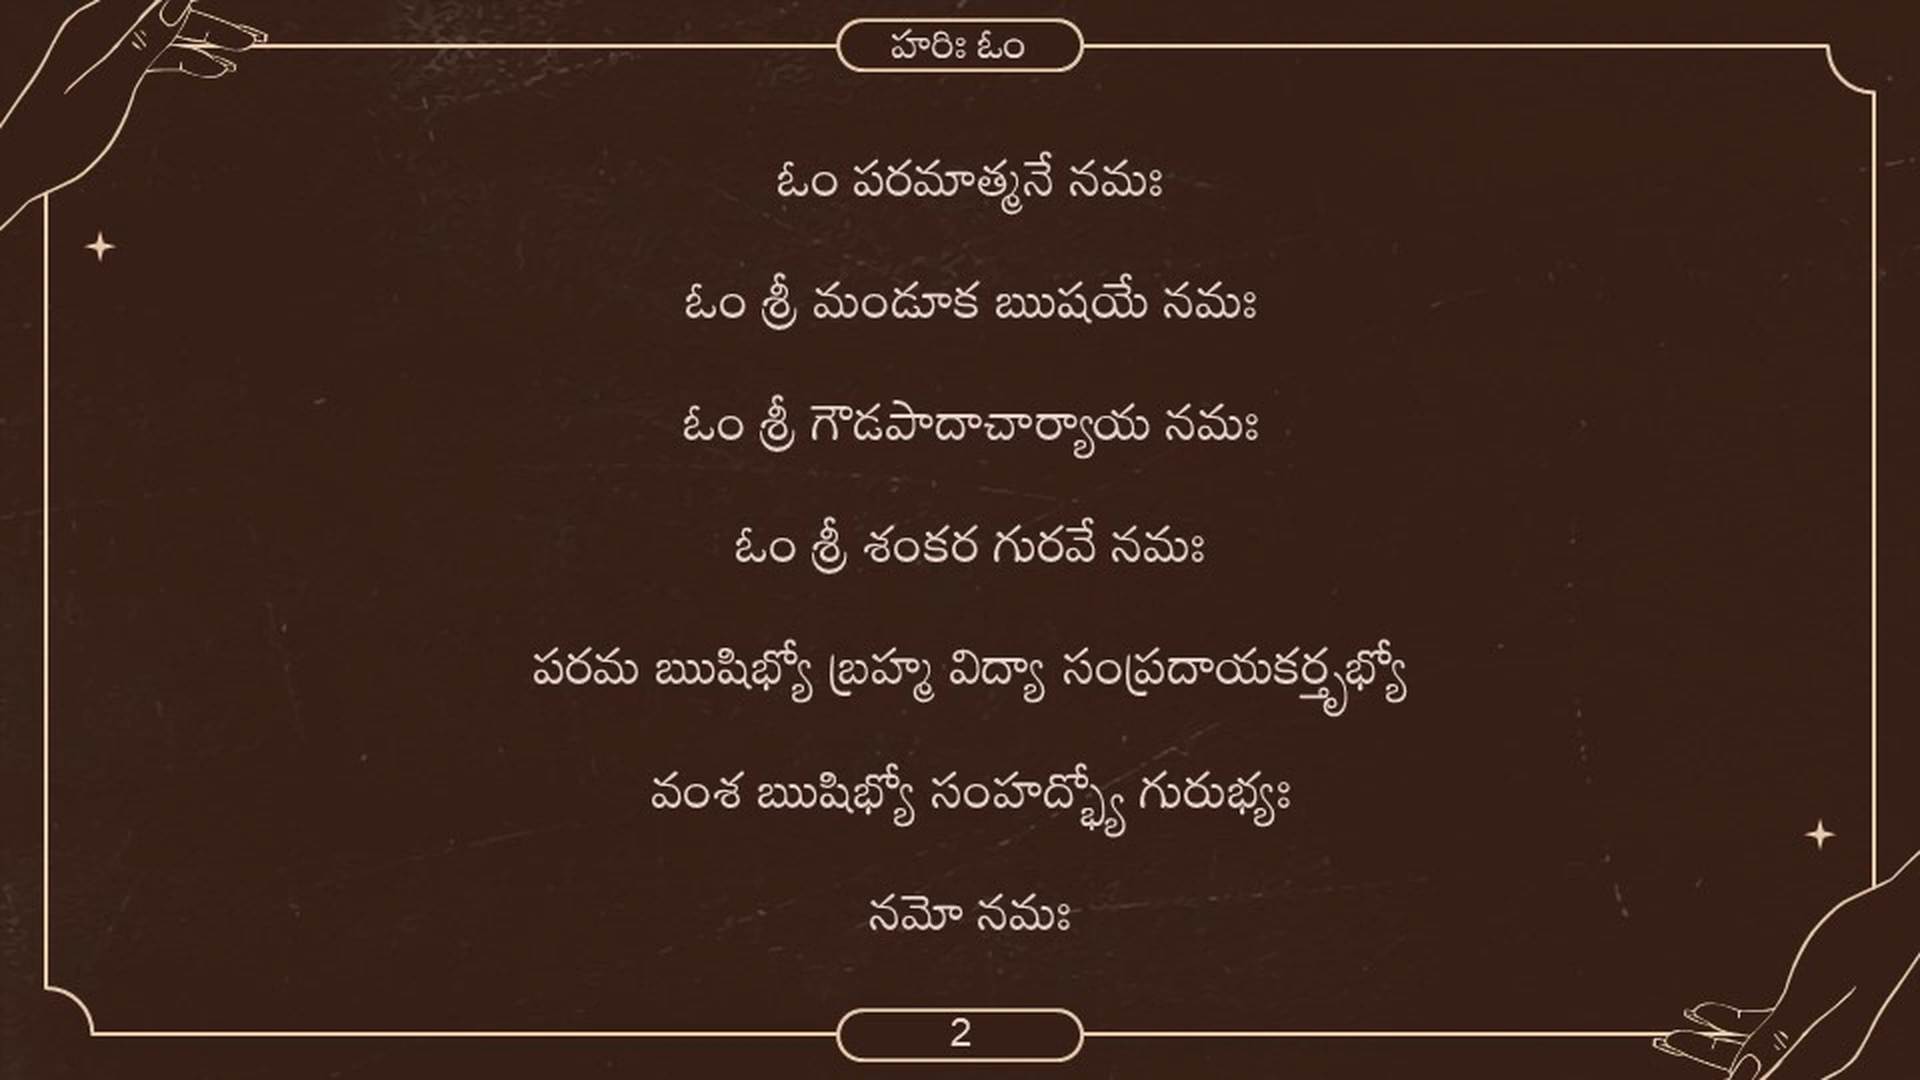 హరిః ఓం
ఓం పరమాత్మనే నమః
ఓం శ్రీ మండూక ఋషయే నమః
ఓం శ్రీ గౌడపాదాచార్యాయ నమః
ఓం శ్రీ శంకర గురవే నమః
పరమ ఋషిభ్యో బ్రహ్మ విద్యా సంప్రదాయకర్తృభ్యో
వంశ ఋషిభ్యో సంహద్భ్యో గురుభ్యః
నమో నమః
2